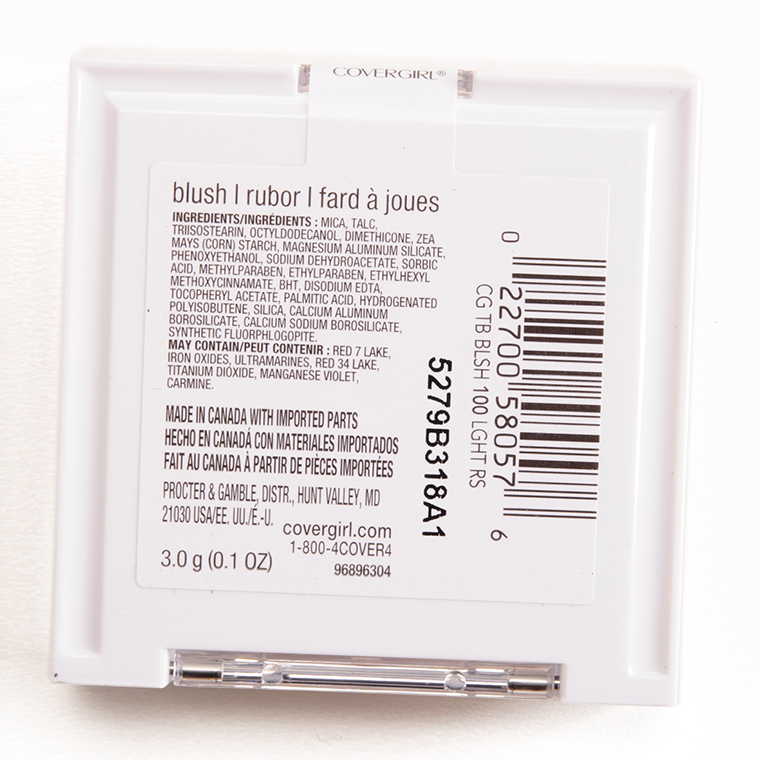 COVERGIRL®
blush | rubor | fard à joues
INGREDIENTS/INGRÉDIENTS : MICA, TALC,
TRIISOSTEARIN, OCTYLDODECANOL, DIMETHICONE, ZEA
MAYS (CORN) STARCH, MAGNESIUM ALUMINUM SILICATE,
PHENOXYETHANOL, SODIUM DEHYDROACETATE, SORBIC
ACID, METHYLPARABEN, ETHYLPARABEN, ETHYLHEXYL
METHOXYCINNAMATE, BHT, DISODIUM EDTA,
TOCOPHERYL ACETATE, PALMITIC ACID, HYDROGENATED
POLYISOBUTENE, SILICA, CALCIUM ALUMINUM
BOROSILICATE, CALCIUM SODIUM BOROSILICATE,
SYNTHETIC FLUORPHLOGOPITE.
MAY CONTAIN/PEUT CONTENIR : RED 7 LAKE,
IRON OXIDES, ULTRAMARINES, RED 34 LAKE,
TITANIUM DIOXIDE, MANGANESE VIOLET,
CARMINE.
MADE IN CANADA WITH IMPORTED PARTS
HECHO EN CANADÁ CON MATERIALES IMPORTADOS
FAIT AU CANADA À PARTIR DE PIÈCES IMPORTÉES
PROCTER & GAMBLE, DISTR., HUNT VALLEY, MD
21030 USA/EE. UU./É.-U.
covergirl.com
1-800-4COVER4
3.0 g (0.1 OZ)
96896304
5279B318A1
CG TB BLSH 100 LGHT RS
0 22700 58057 6